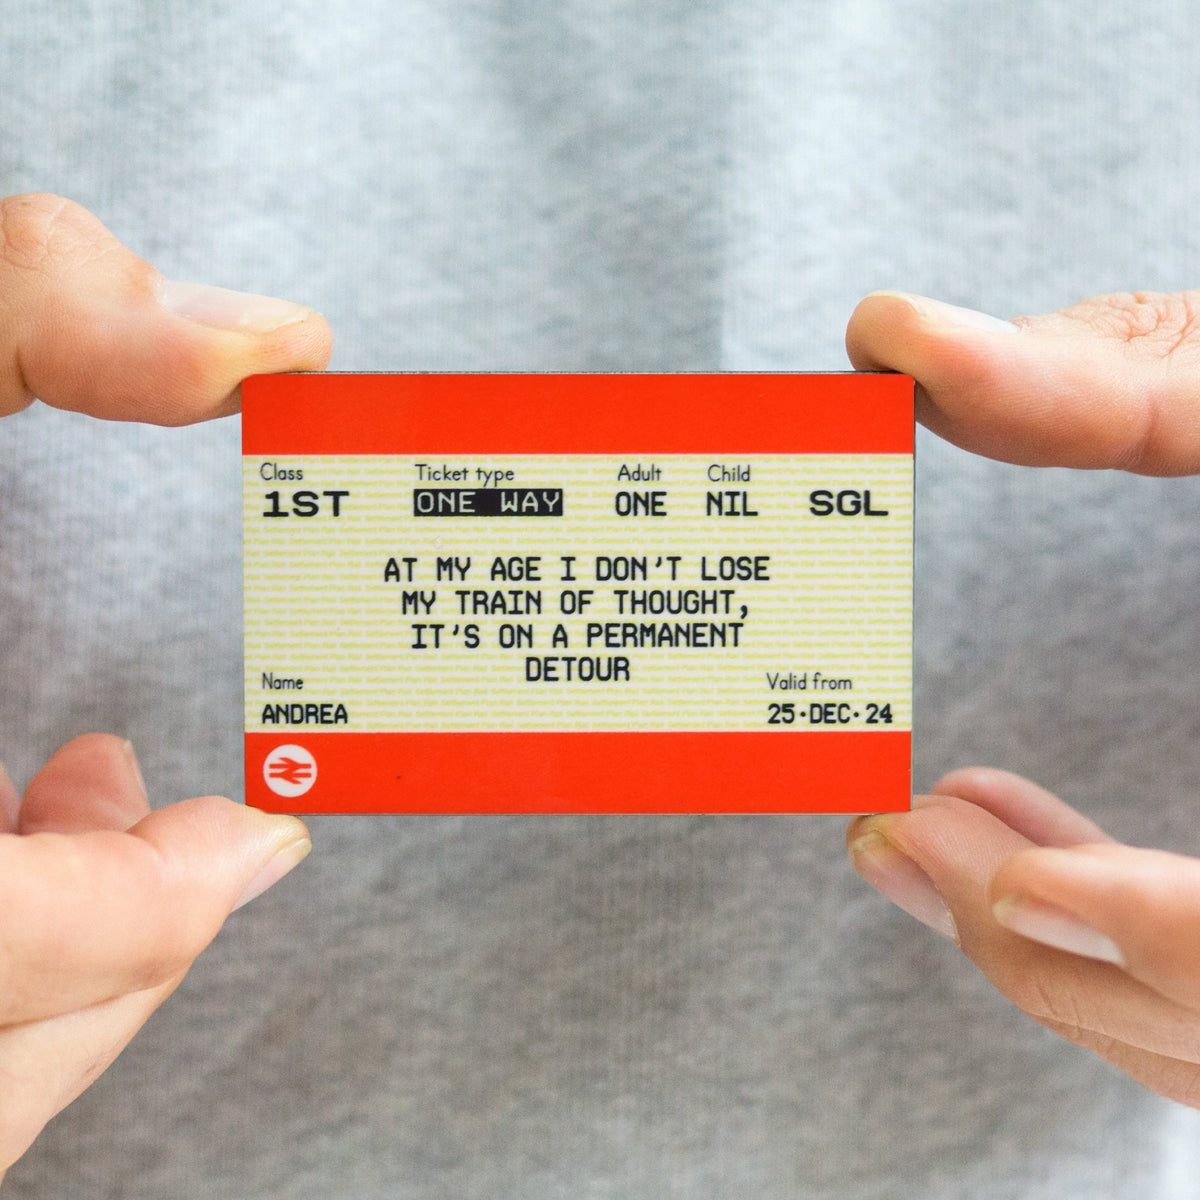 Class Ticket type Adult Child
1ST ONE WAY ONE NIL SGL
AT MY AGE I DON'T LOSE
MY TRAIN OF THOUGHT,
IT'S ON A PERMANENT
DETOUR
Name Valid from
ANDREA 25·DEC·24